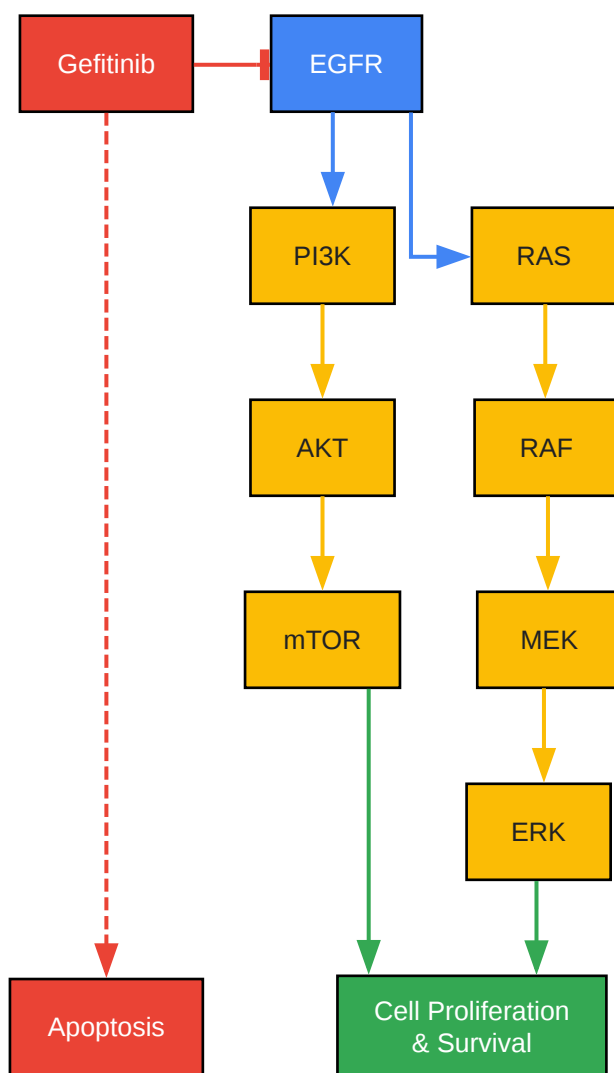 Gefitinib
EGFR
PI3K
RAS
AKT
RAF
mTOR
MEK
ERK
Apoptosis
Cell Proliferation
& Survival